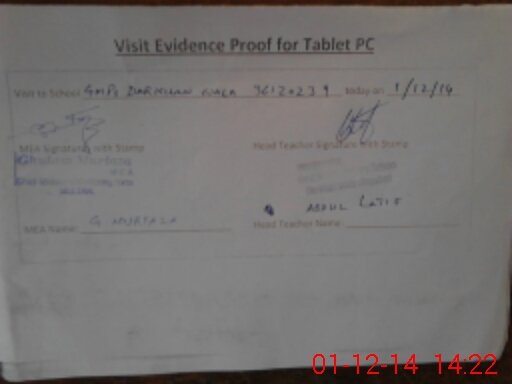 Visit Evidence Proof for Tablet PC
Visit to School GMPS DARKHAN WALA 36120239 today on 1/12/14
MEA Signature with Stamp Head Teacher Signature with Stamp
Ghulam Murtaza
M.E.A
ABDUL LATIF
MEA Name: G MURTAZA Head Teacher Name:
01-12-14 14:22